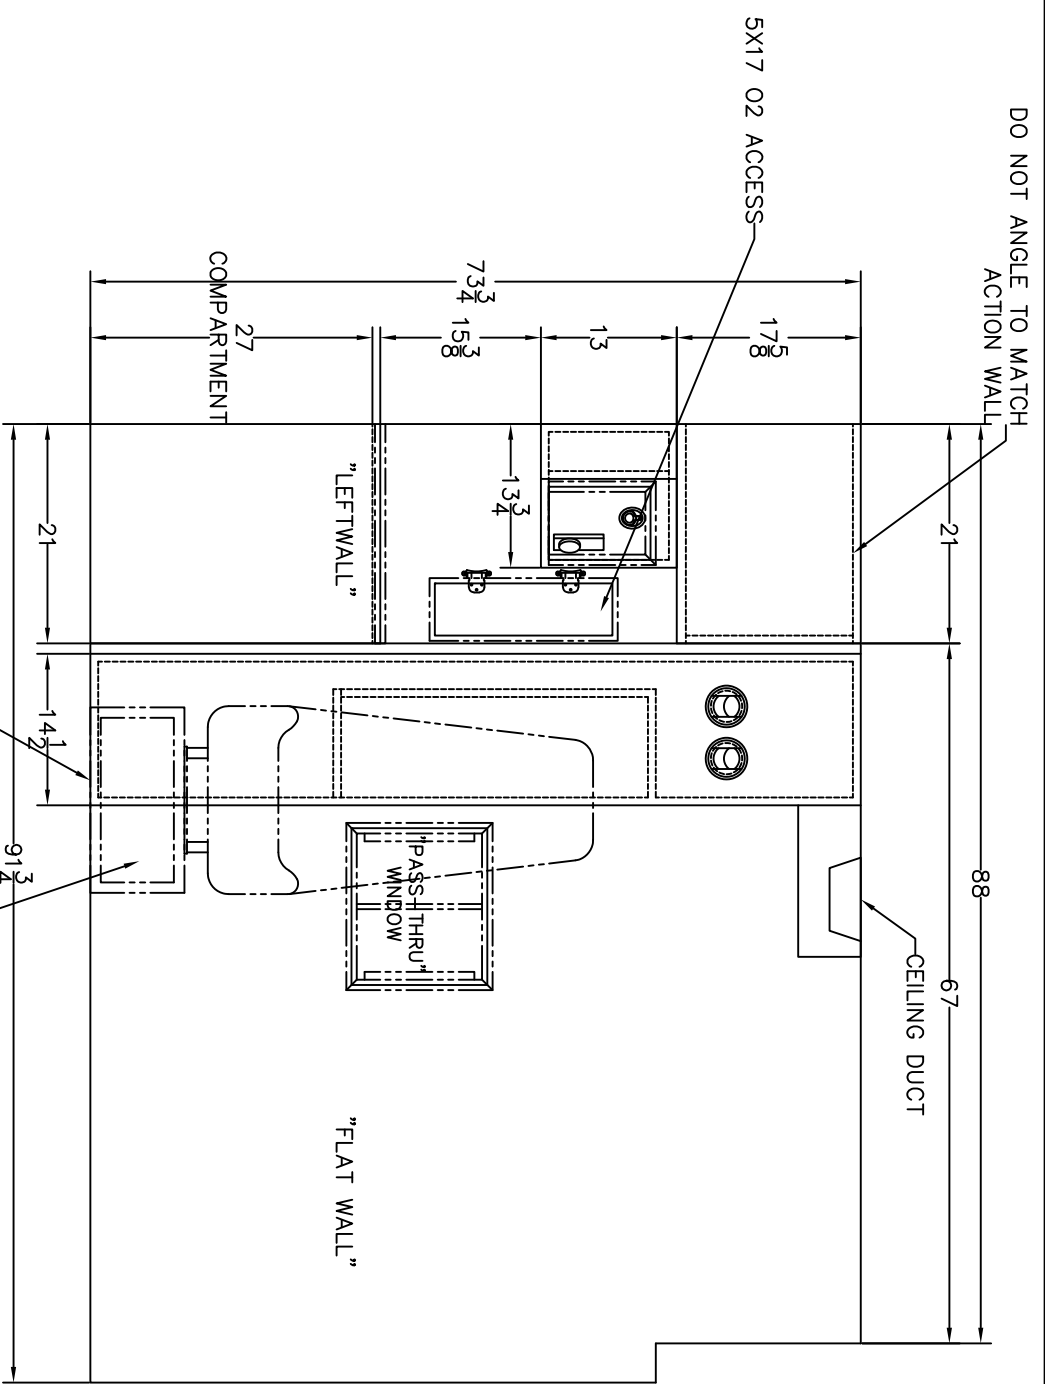 DO NOT ANGLE TO MATCH
ACTION WALL
5X17 O2 ACCESS
88
21
67
CEILING DUCT
17 5/8
13
73 3/4
15 3/8
27
COMPARTMENT
13 3/4
"LEFTWALL"
"PASS-THRU"
WINDOW
"FLAT WALL"
21
14 1/2
91 3/4